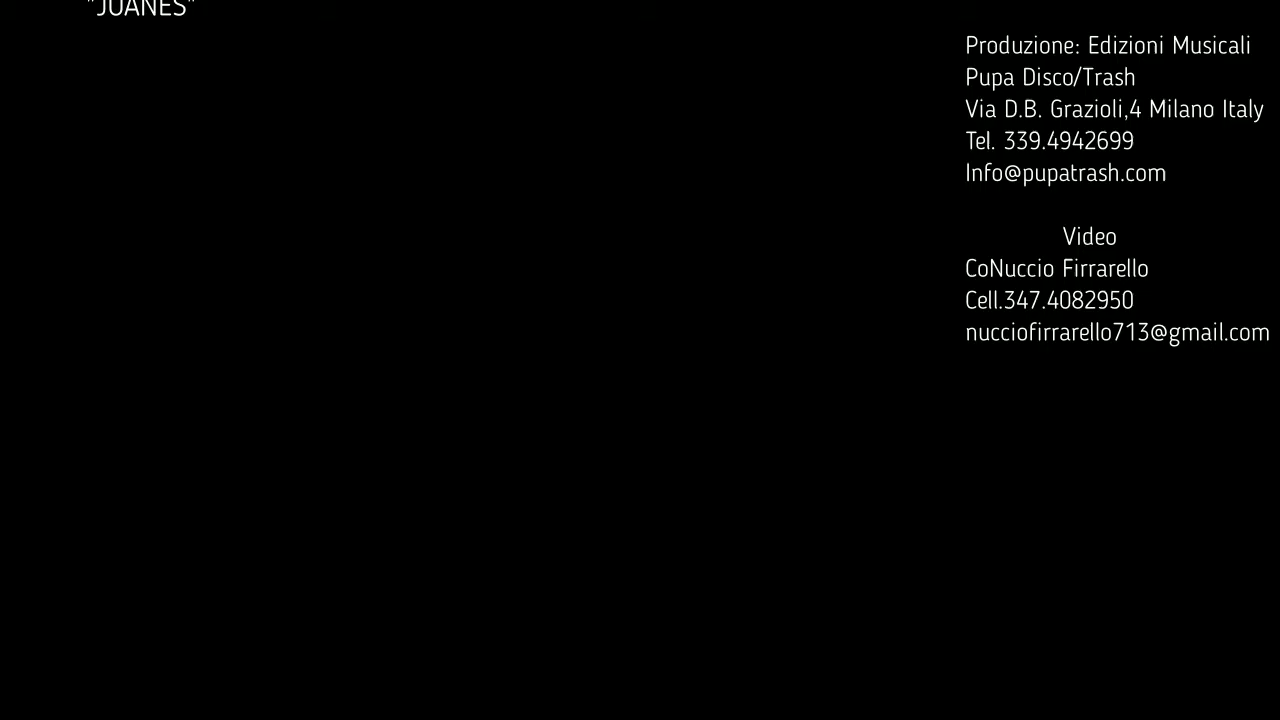 "JUANES"
Produzione: Edizioni Musicali
Pupa Disco/Trash
Via D.B. Grazioli,4 Milano Italy
Tel. 339.4942699
Info@pupatrash.com
Video
CoNuccio Firrarello
Cell.347.4082950
nucciofirrarello713@gmail.com